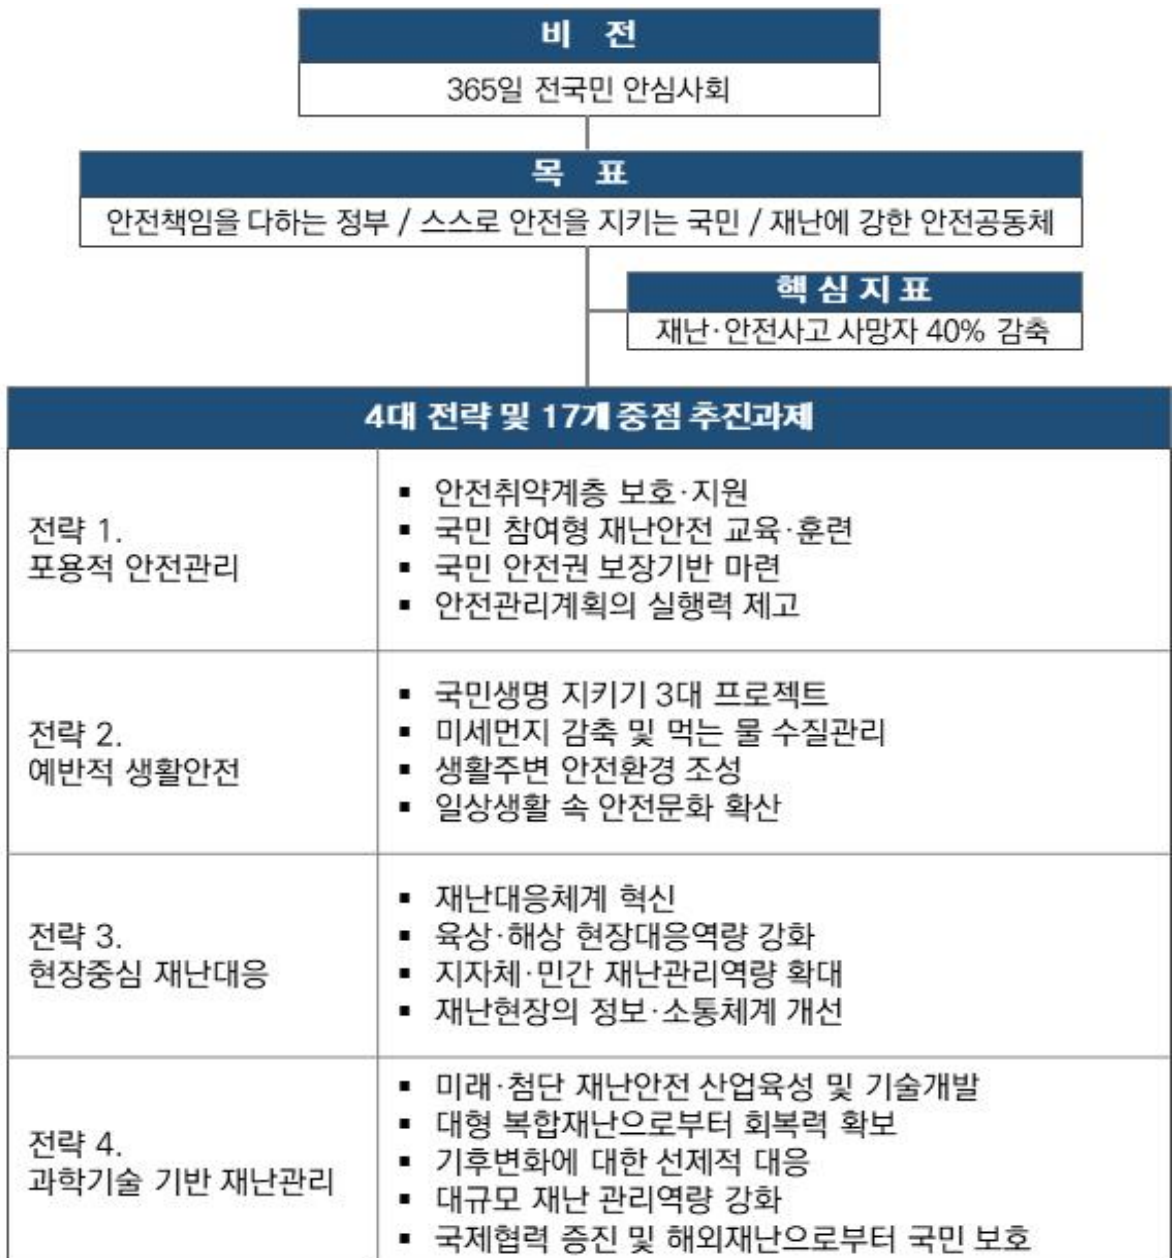 비 전
365일 전국민 안심사회
목 표
안전책임을 다하는 정부 / 스스로 안전을 지키는 국민 / 재난에 강한 안전공동체
핵심지표
재난·안전사고 사망자 40% 감축
4대 전략 및 17개 중점 추진과제
전략 1.
포용적 안전관리
▪ 안전취약계층 보호·지원
▪ 국민 참여형 재난안전 교육·훈련
▪ 국민 안전권 보장기반 마련
▪ 안전관리계획의 실행력 제고
전략 2.
예반적 생활안전
▪ 국민생명 지키기 3대 프로젝트
▪ 미세먼지 감축 및 먹는 물 수질관리
▪ 생활주변 안전환경 조성
▪ 일상생활 속 안전문화 확산
전략 3.
현장중심 재난대응
▪ 재난대응체계 혁신
▪ 육상·해상 현장대응역량 강화
▪ 지자체·민간 재난관리역량 확대
▪ 재난현장의 정보·소통체계 개선
전략 4.
과학기술 기반 재난관리
▪ 미래·첨단 재난안전 산업육성 및 기술개발
▪ 대형 복합재난으로부터 회복력 확보
▪ 기후변화에 대한 선제적 대응
▪ 대규모 재난 관리역량 강화
▪ 국제협력 증진 및 해외재난으로부터 국민 보호